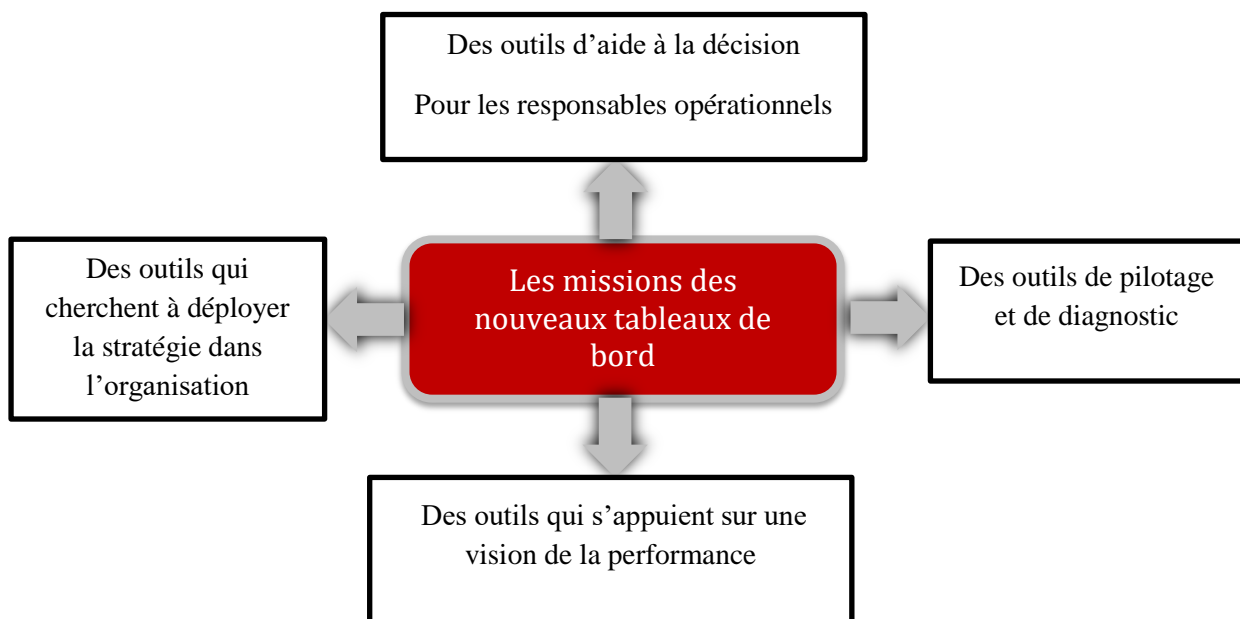 Des outils d’aide à la décision
Pour les responsables opérationnels
Des outils qui
cherchent à déployer
la stratégie dans
l’organisation
Les missions des
nouveaux tableaux de
bord
Des outils de pilotage
et de diagnostic
Des outils qui s’appuient sur une
vision de la performance